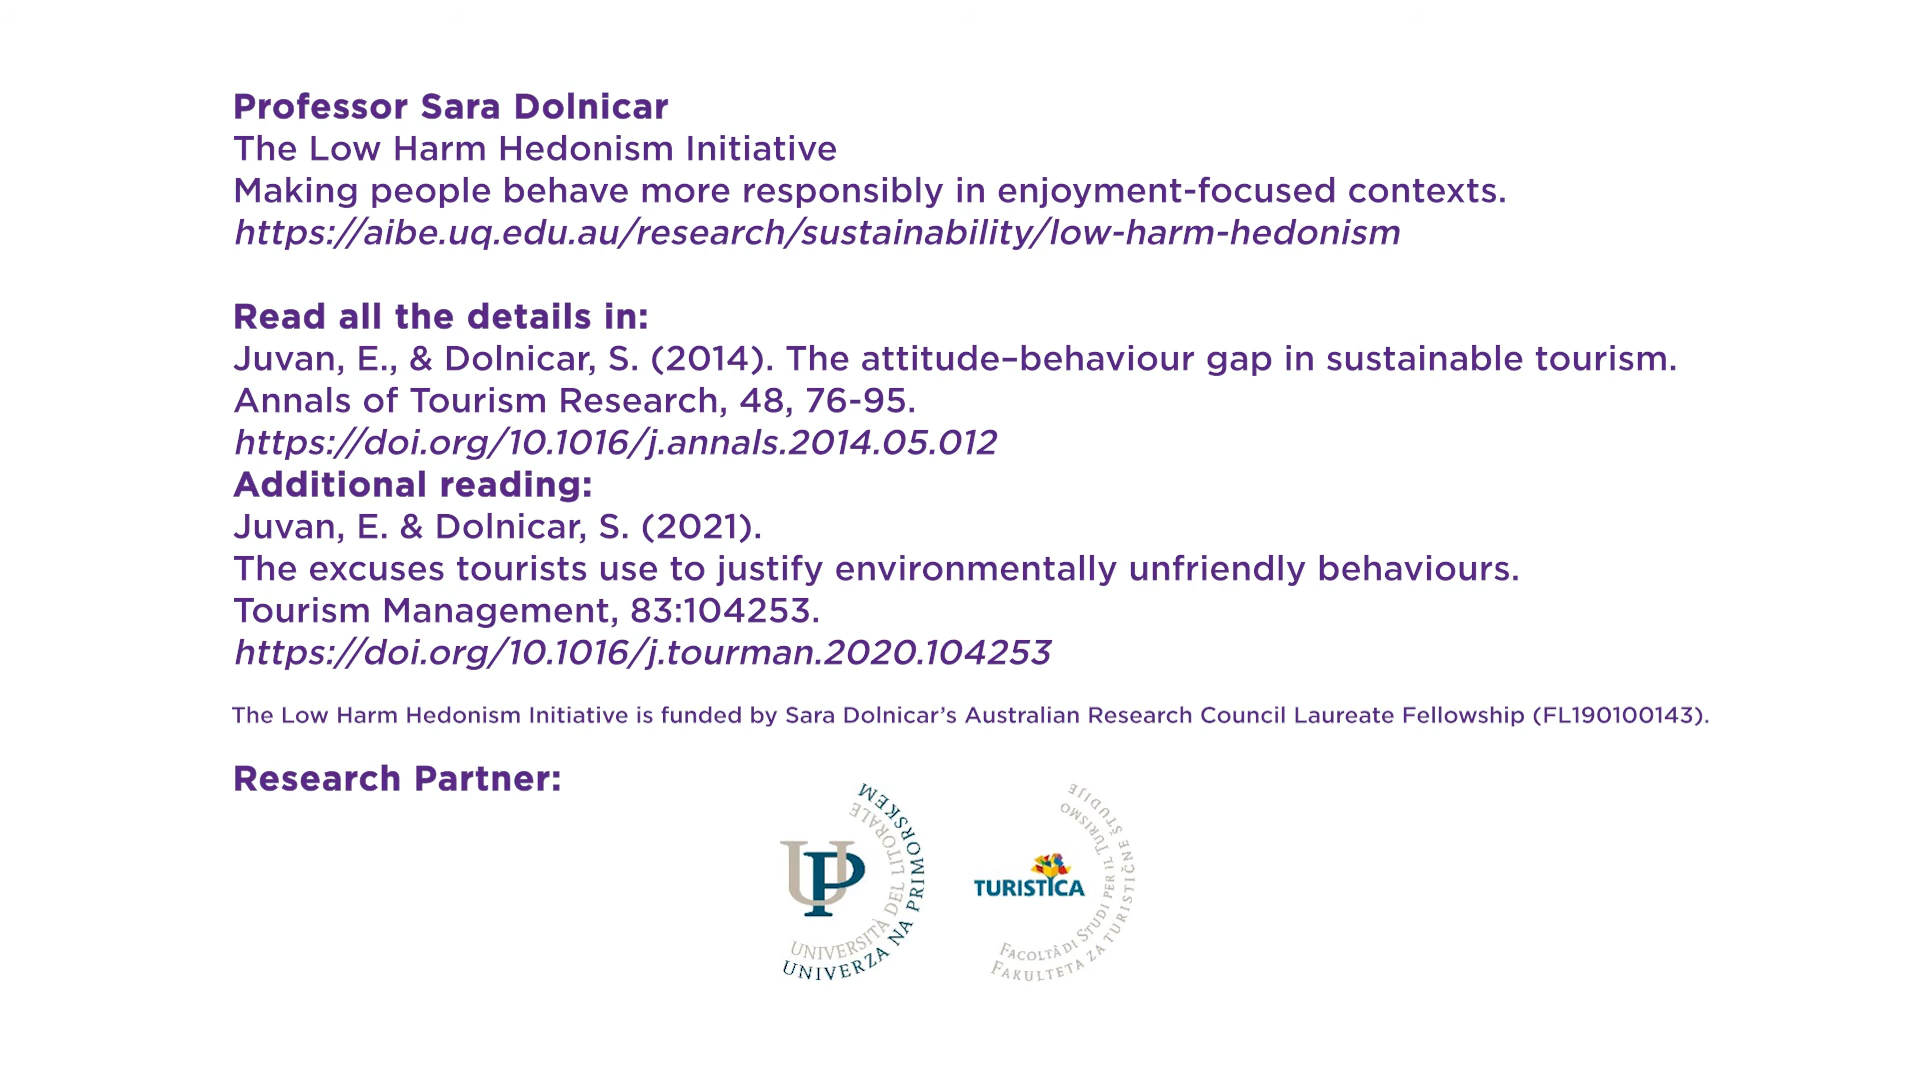 Professor Sara Dolnicar
The Low Harm Hedonism Initiative
Making people behave more responsibly in enjoyment-focused contexts.
https://aibe.uq.edu.au/research/sustainability/low-harm-hedonism
Read all the details in:
Juvan, E., & Dolnicar, S. (2014). The attitude–behaviour gap in sustainable tourism.
Annals of Tourism Research, 48, 76-95.
https://doi.org/10.1016/j.annals.2014.05.012
Additional reading:
Juvan, E. & Dolnicar, S. (2021).
The excuses tourists use to justify environmentally unfriendly behaviours.
Tourism Management, 83:104253.
https://doi.org/10.1016/j.tourman.2020.104253
The Low Harm Hedonism Initiative is funded by Sara Dolnicar’s Australian Research Council Laureate Fellowship (FL190100143).
Research Partner:
UP
UNIVERSITÀ DEL LITORALE
UNIVERZA NA PRIMORSKEM
TURISTICA
FACOLTÀ DI STUDI PER IL TURISMO
FAKULTETA ZA TURISTIČNE ŠTUDIJE